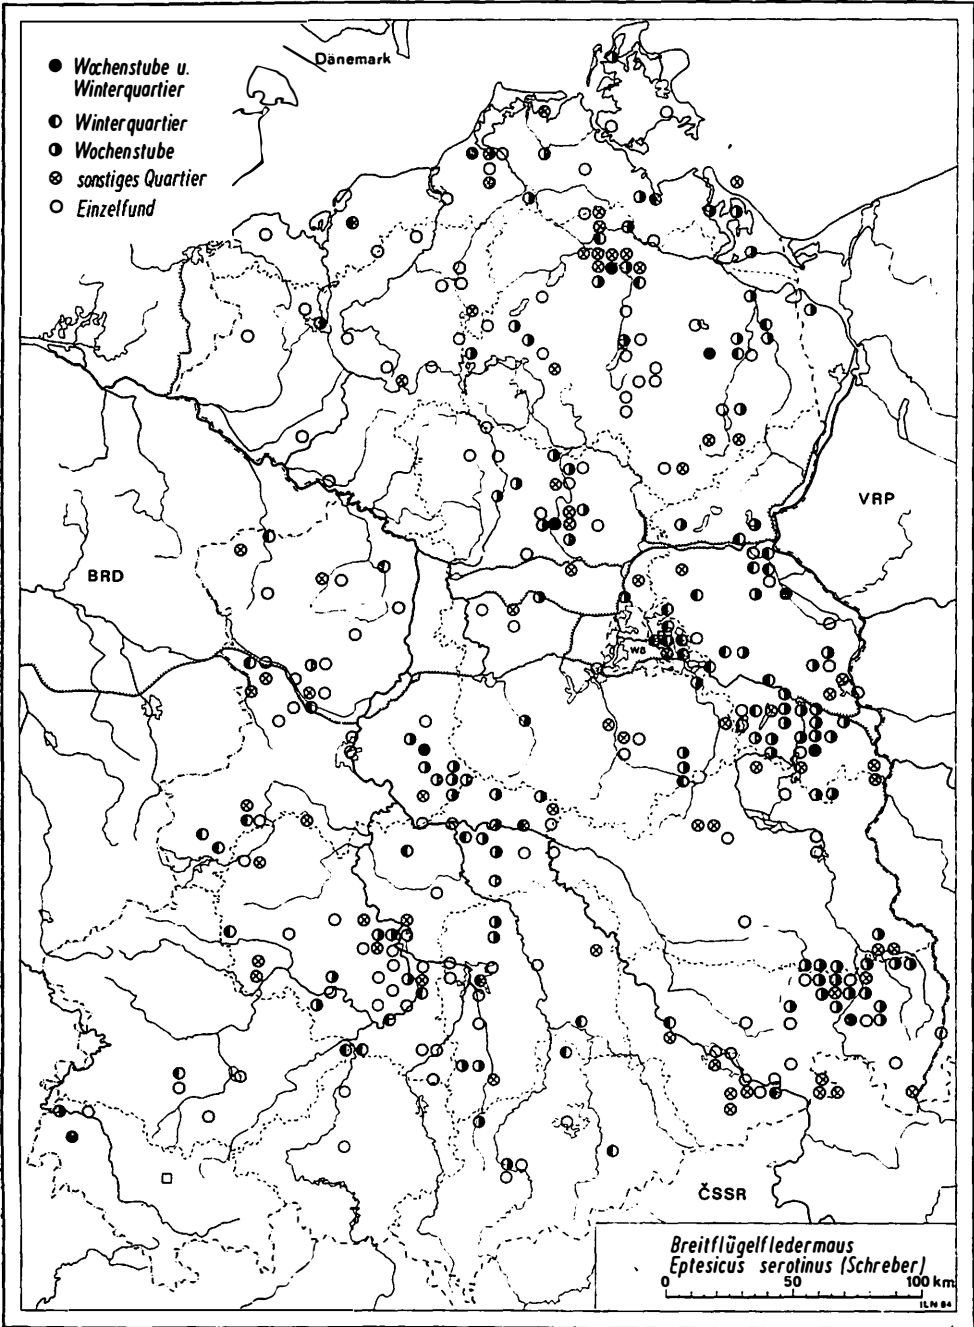 Dänemark
Wochenstube u.
Winterquartier
Winterquartier
Wochenstube
sonstiges Quartier
Einzelfund
VRP
BRD
WB
ČSSR
Breitflügelfledermaus
Eptesicus serotinus (Schreber)
0 50 100 km
ILN 84